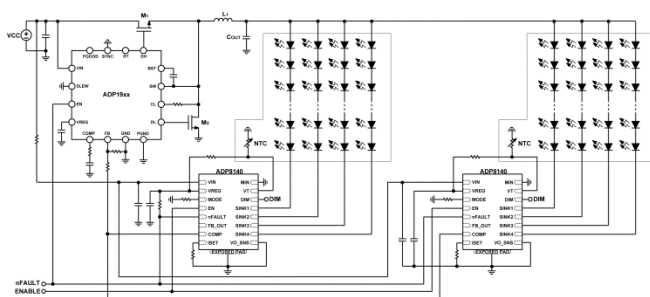 M1
L1
VCC
COUT
PGOOD SYNC RT DH
VIN
BST
SLEW
SW
ADP19xx
EN
CL
VREG
DL
M2
COMP FB GND PGND
NTC
NTC
ADP8140
VIN
MIN
VREG
VT
MODE
DIM
DIM
EN
SINK1
nFAULT
SINK2
FB_OUT
SINK3
COMP
SINK4
ISET
VO_SNS
EXPOSED PAD
ADP8140
VIN
MIN
VREG
VT
MODE
DIM
DIM
EN
SINK1
nFAULT
SINK2
FB_OUT
SINK3
COMP
SINK4
ISET
VO_SNS
EXPOSED PAD
nFAULT
ENABLE